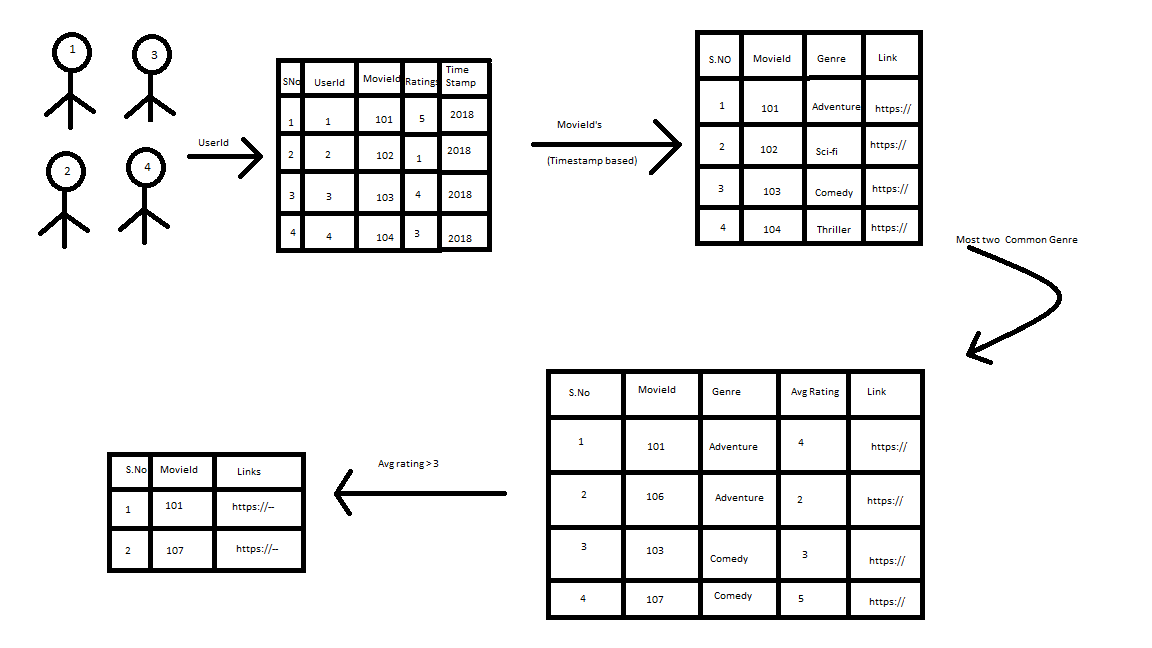 1
3
2
4
UserId
SNo UserId MovieId Ratings Time Stamp
1 1 101 5 2018
2 2 102 1 2018
3 3 103 4 2018
4 4 104 3 2018
MovieId's
(Timestamp based)
S.NO MovieId Genre Link
1 101 Adventure https://
2 102 Sci-fi https://
3 103 Comedy https://
4 104 Thriller https://
Most two Common Genre
S.No MovieId Genre Avg Rating Link
1 101 Adventure 4 https://
2 106 Adventure 2 https://
3 103 Comedy 3 https://
4 107 Comedy 5 https://
Avg rating > 3
S.No MovieId Links
1 101 https://--
2 107 https://--